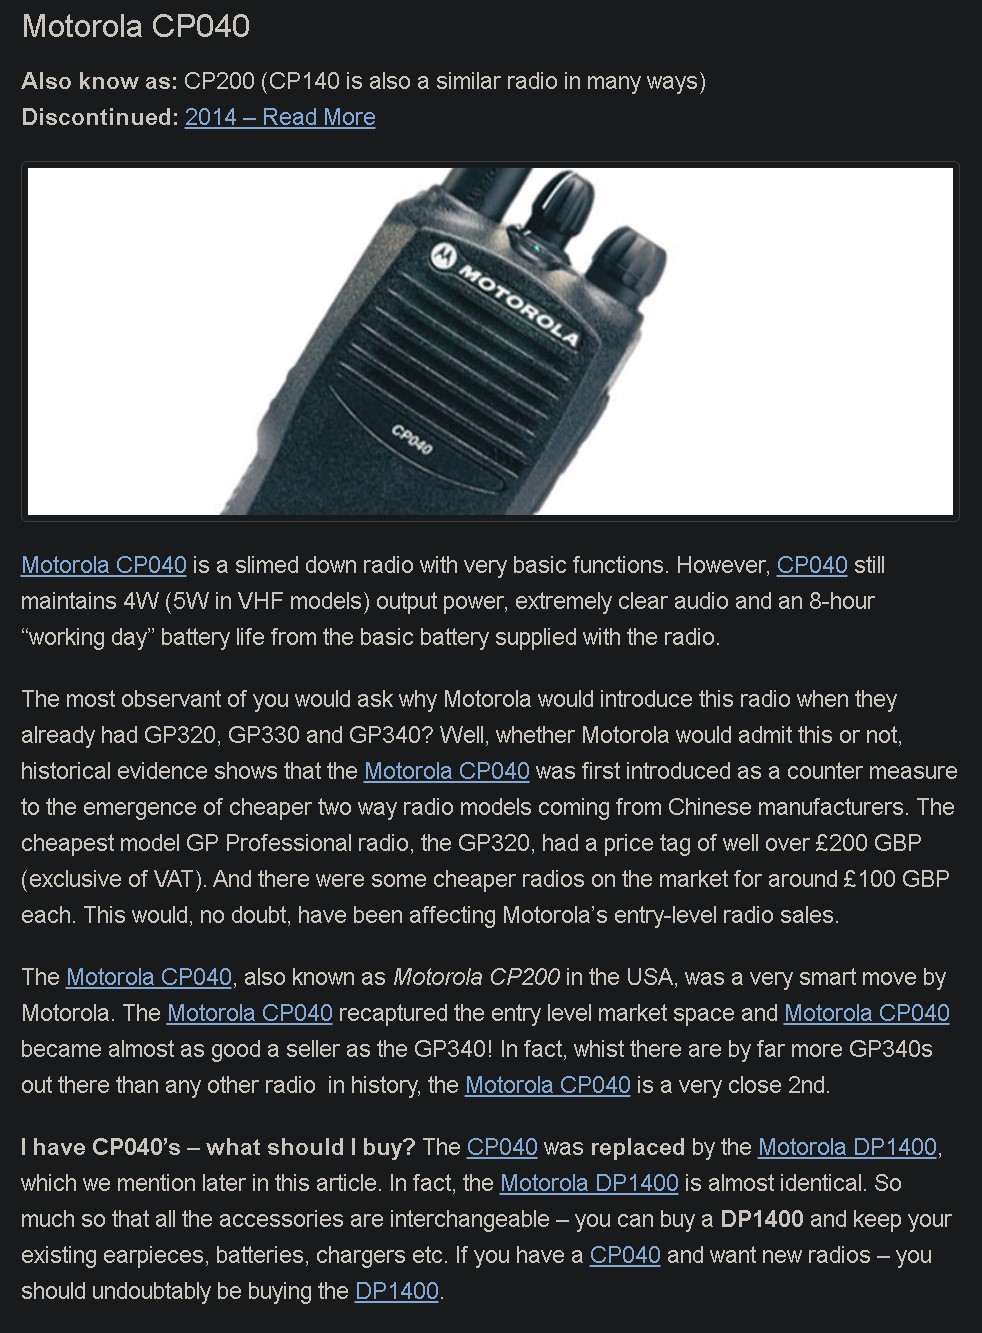 Motorola CP040
Also know as: CP200 (CP140 is also a similar radio in many ways)
Discontinued: 2014 – Read More
MOTOROLA
CP040
Motorola CP040 is a slimed down radio with very basic functions. However, CP040 still
maintains 4W (5W in VHF models) output power, extremely clear audio and an 8-hour
“working day” battery life from the basic battery supplied with the radio.
The most observant of you would ask why Motorola would introduce this radio when they
already had GP320, GP330 and GP340? Well, whether Motorola would admit this or not,
historical evidence shows that the Motorola CP040 was first introduced as a counter measure
to the emergence of cheaper two way radio models coming from Chinese manufacturers. The
cheapest model GP Professional radio, the GP320, had a price tag of well over £200 GBP
(exclusive of VAT). And there were some cheaper radios on the market for around £100 GBP
each. This would, no doubt, have been affecting Motorola’s entry-level radio sales.
The Motorola CP040, also known as Motorola CP200 in the USA, was a very smart move by
Motorola. The Motorola CP040 recaptured the entry level market space and Motorola CP040
became almost as good a seller as the GP340! In fact, whist there are by far more GP340s
out there than any other radio  in history, the Motorola CP040 is a very close 2nd.
I have CP040’s – what should I buy? The CP040 was replaced by the Motorola DP1400,
which we mention later in this article. In fact, the Motorola DP1400 is almost identical. So
much so that all the accessories are interchangeable – you can buy a DP1400 and keep your
existing earpieces, batteries, chargers etc. If you have a CP040 and want new radios – you
should undoubtably be buying the DP1400.